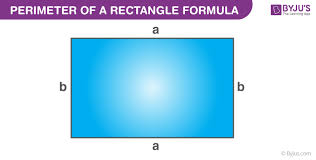 PERIMETER OF A RECTANGLE FORMULA
BYJU'S
The Learning App
a
b
b
a
© Byjus.com